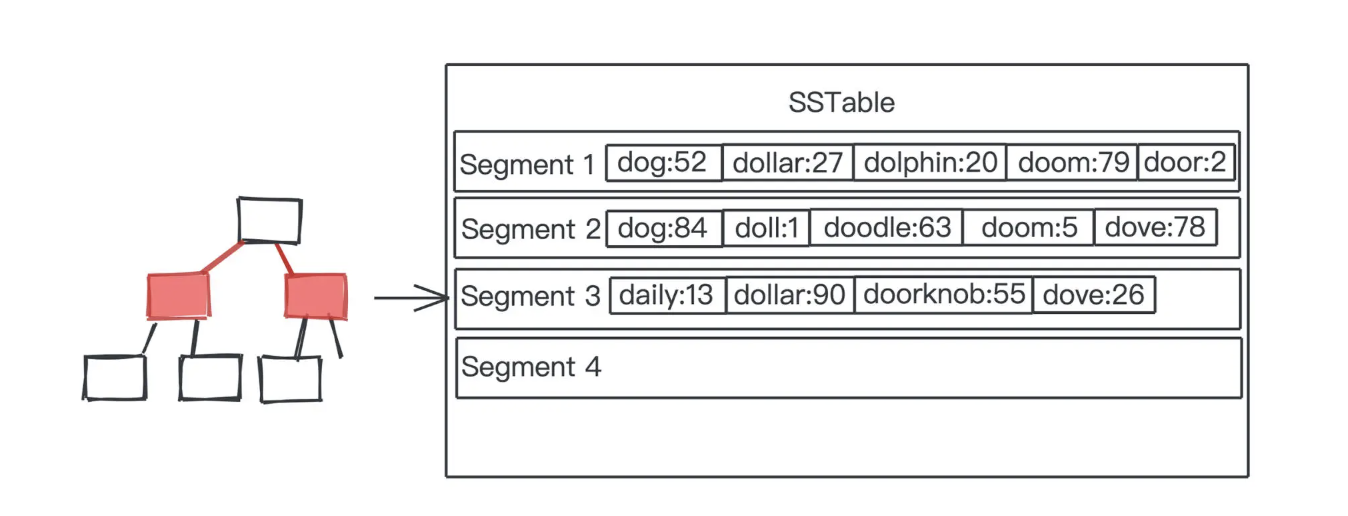 SSTable
Segment 1 dog:52 dollar:27 dolphin:20 doom:79 door:2
Segment 2 dog:84 doll:1 doodle:63 doom:5 dove:78
Segment 3 daily:13 dollar:90 doorknob:55 dove:26
Segment 4